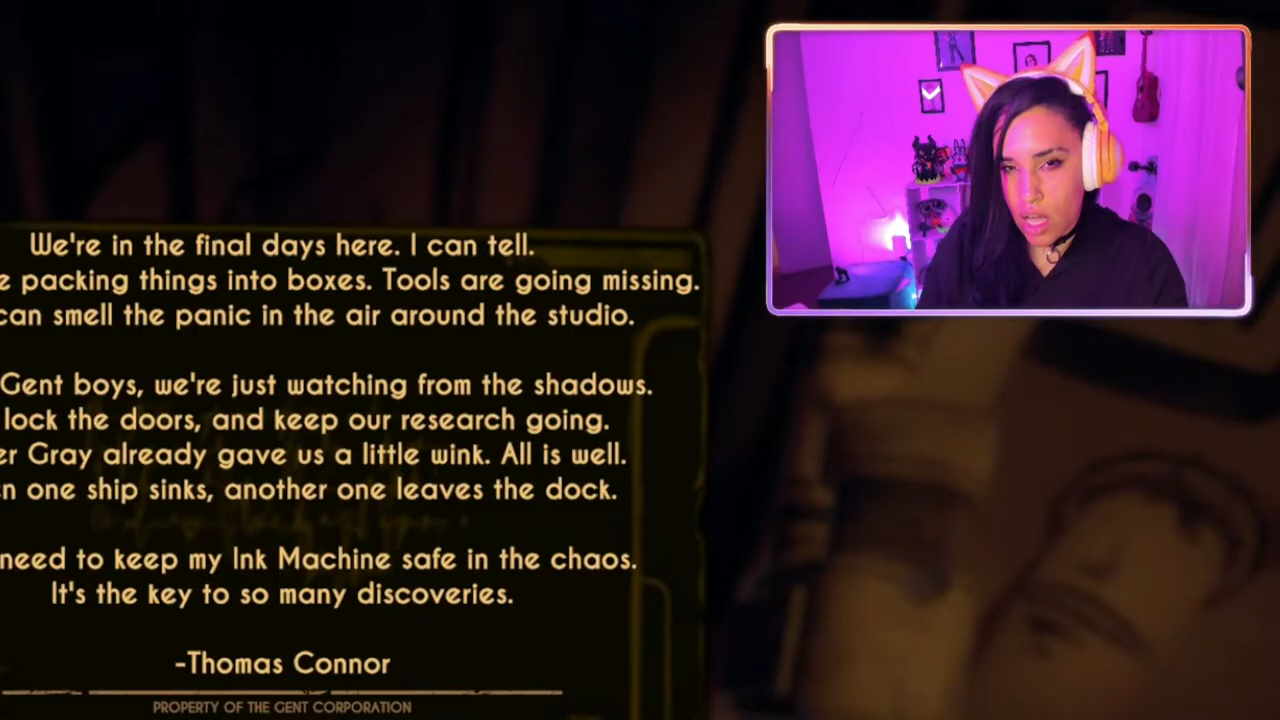 We're in the final days here. I can tell.
packing things into boxes. Tools are going missing.
can smell the panic in the air around the studio.
Gent boys, we're just watching from the shadows.
lock the doors, and keep our research going.
Gray already gave us a little wink. All is well.
one ship sinks, another one leaves the dock.
need to keep my Ink Machine safe in the chaos.
It's the key to so many discoveries.
-Thomas Connor
PROPERTY OF THE GENT CORPORATION